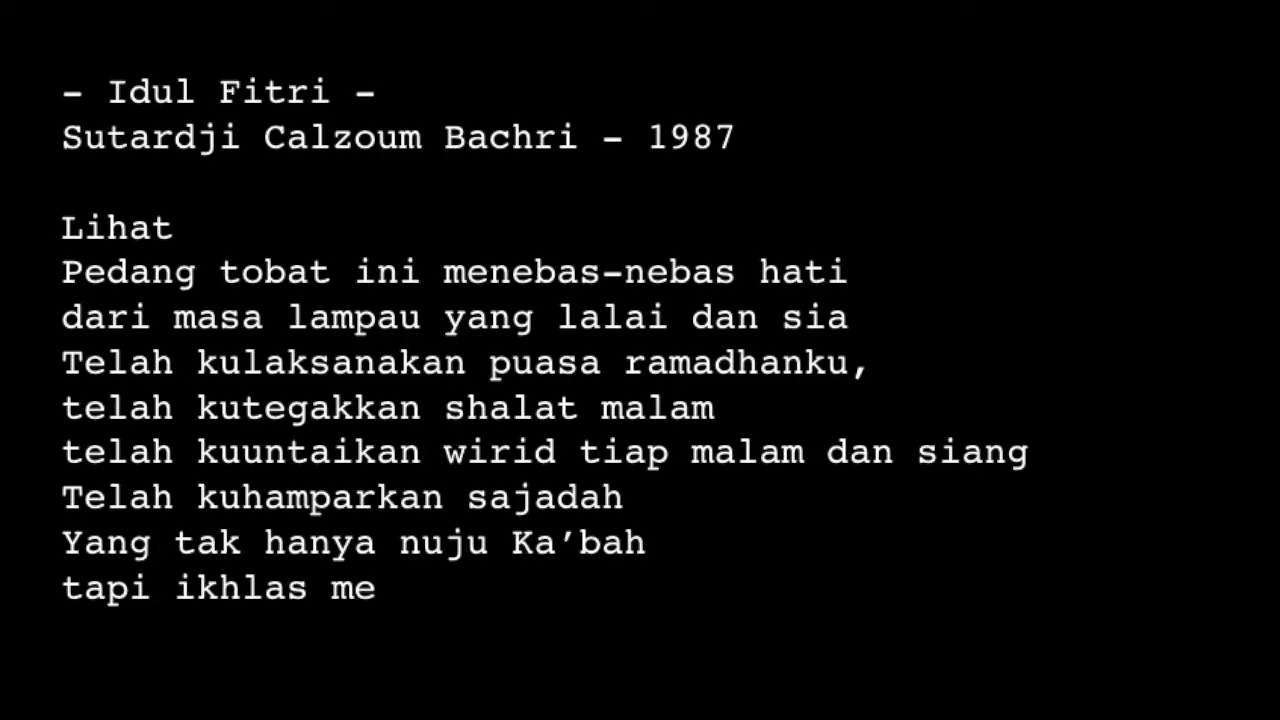 - Idul Fitri -
Sutardji Calzoum Bachri - 1987
Lihat
Pedang tobat ini menebas-nebas hati
dari masa lampau yang lalai dan sia
Telah kulaksanakan puasa ramadhanku,
telah kutegakkan shalat malam
telah kuuntaikan wirid tiap malam dan siang
Telah kuhamparkan sajadah
Yang tak hanya nuju Ka’bah
tapi ikhlas me